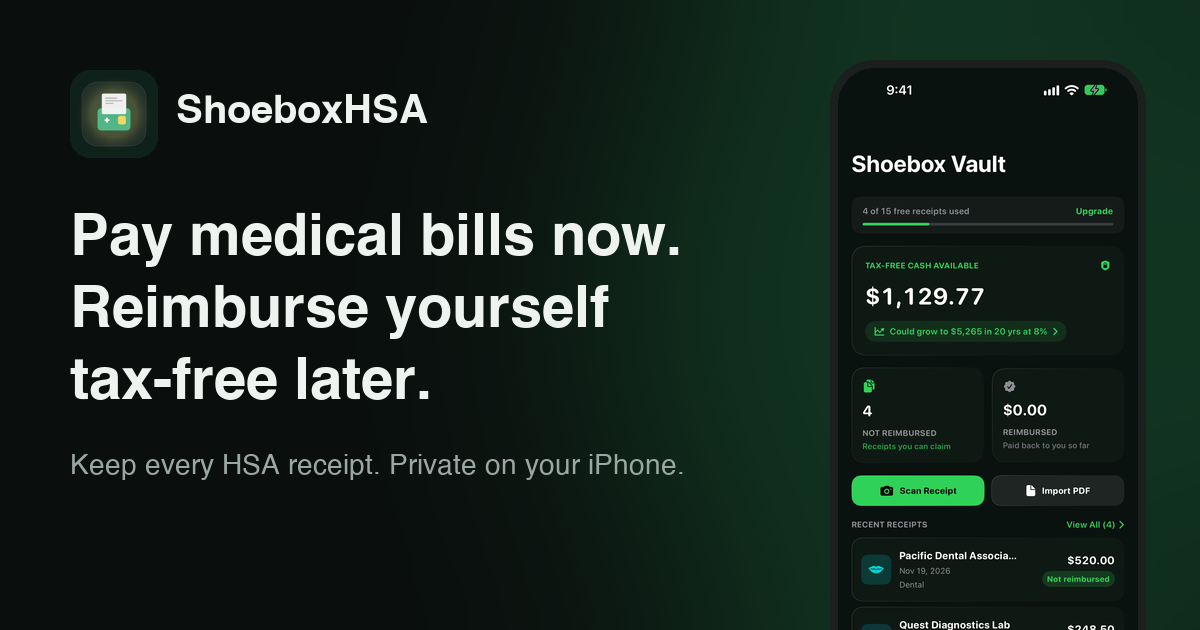 ShoeboxHSA
Pay medical bills now.
Reimburse yourself
tax-free later.
Keep every HSA receipt. Private on your iPhone.
9:41
Shoebox Vault
4 of 15 free receipts used
Upgrade
TAX-FREE CASH AVAILABLE
$1,129.77
Could grow to $5,265 in 20 yrs at 8%
4
NOT REIMBURSED
Receipts you can claim
$0.00
REIMBURSED
Paid back to you so far
Scan Receipt
Import PDF
RECENT RECEIPTS
View All (4)
Pacific Dental Associa...
Nov 19, 2026
Dental
$520.00
Not reimbursed
Quest Diagnostics Lab
$248.50